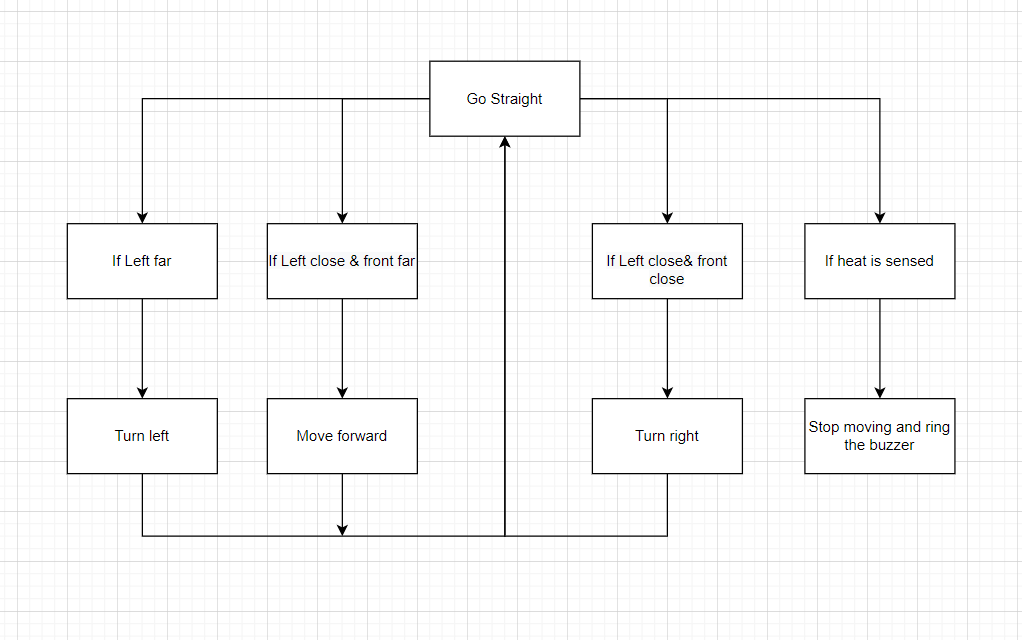 Go Straight
If Left far
If Left close & front far
If Left close& front
close
If heat is sensed
Turn left
Move forward
Turn right
Stop moving and ring
the buzzer